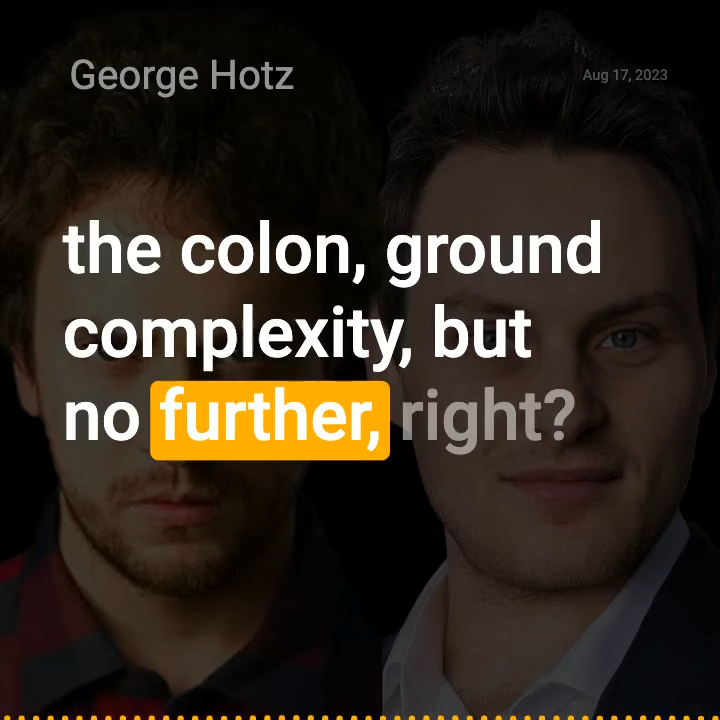 George Hotz
Aug 17, 2023
the colon, ground
complexity, but
no further, right?